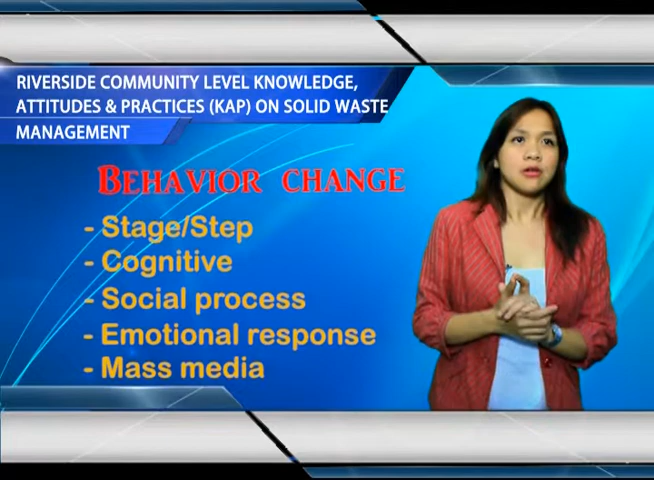 RIVERSIDE COMMUNITY LEVEL KNOWLEDGE,
ATTITUDES & PRACTICES (KAP) ON SOLID WASTE
MANAGEMENT
BEHAVIOR CHANGE
- Stage/Step
- Cognitive
- Social process
- Emotional response
- Mass media